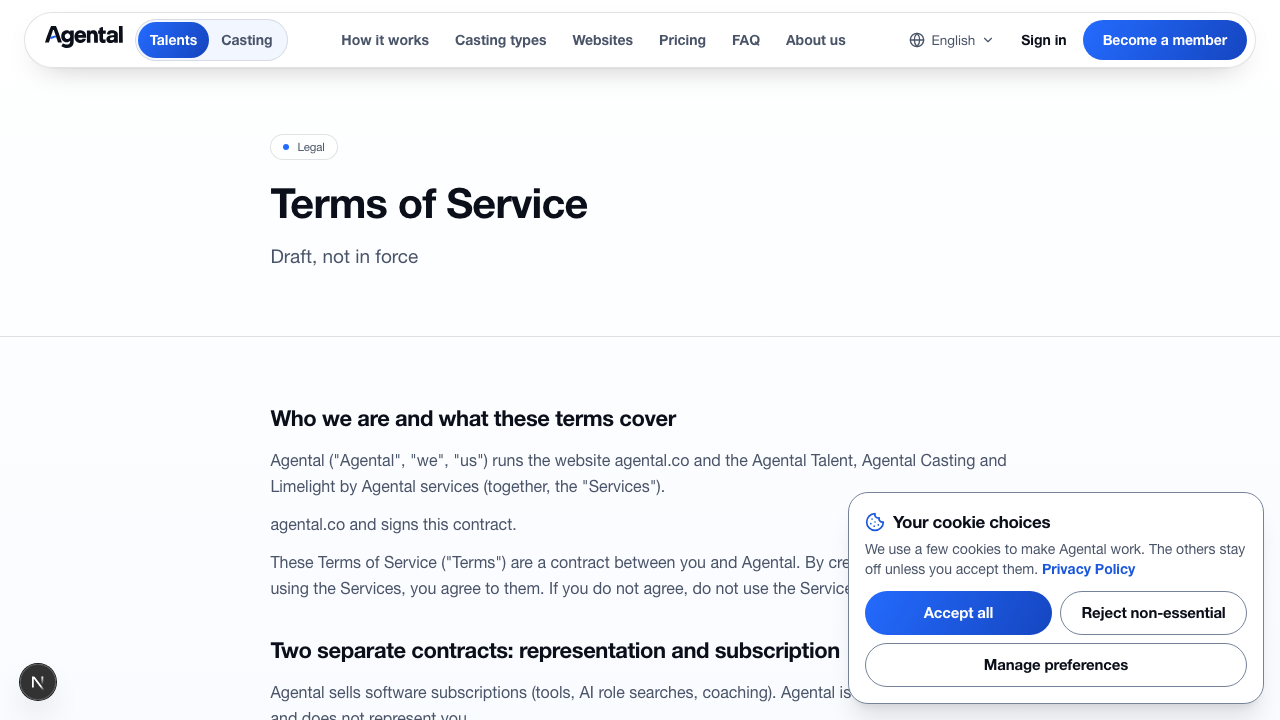 Agental
Talents
Casting
How it works
Casting types
Websites
Pricing
FAQ
About us
English
Sign in
Become a member
Legal
Terms of Service
Draft, not in force
Who we are and what these terms cover
Agental ("Agental", "we", "us") runs the website agental.co and the Agental Talent, Agental Casting and
Limelight by Agental services (together, the "Services").
agental.co and signs this contract.
These Terms of Service ("Terms") are a contract between you and Agental. By
using the Services, you agree to them. If you do not agree, do not use the
Two separate contracts: representation and subscription
Agental sells software subscriptions (tools, AI role searches, coaching). Agental is
and does not represent you
Your cookie choices
We use a few cookies to make Agental work. The others stay
off unless you accept them. Privacy Policy
Accept all
Reject non-essential
Manage preferences
N